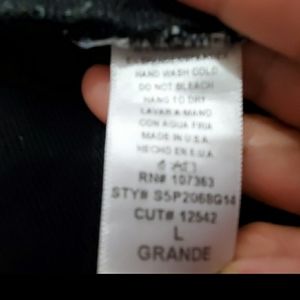 HAND WASH COLD
DO NOT BLEACH
HANG TO DRY
LAVAR A MANO
CON AGUA FRIA
MADE IN U.S.A
HECHO EN E.U.A
RN# 107363
STY# S5P2068G14
CUT# 12542
L
GRANDE